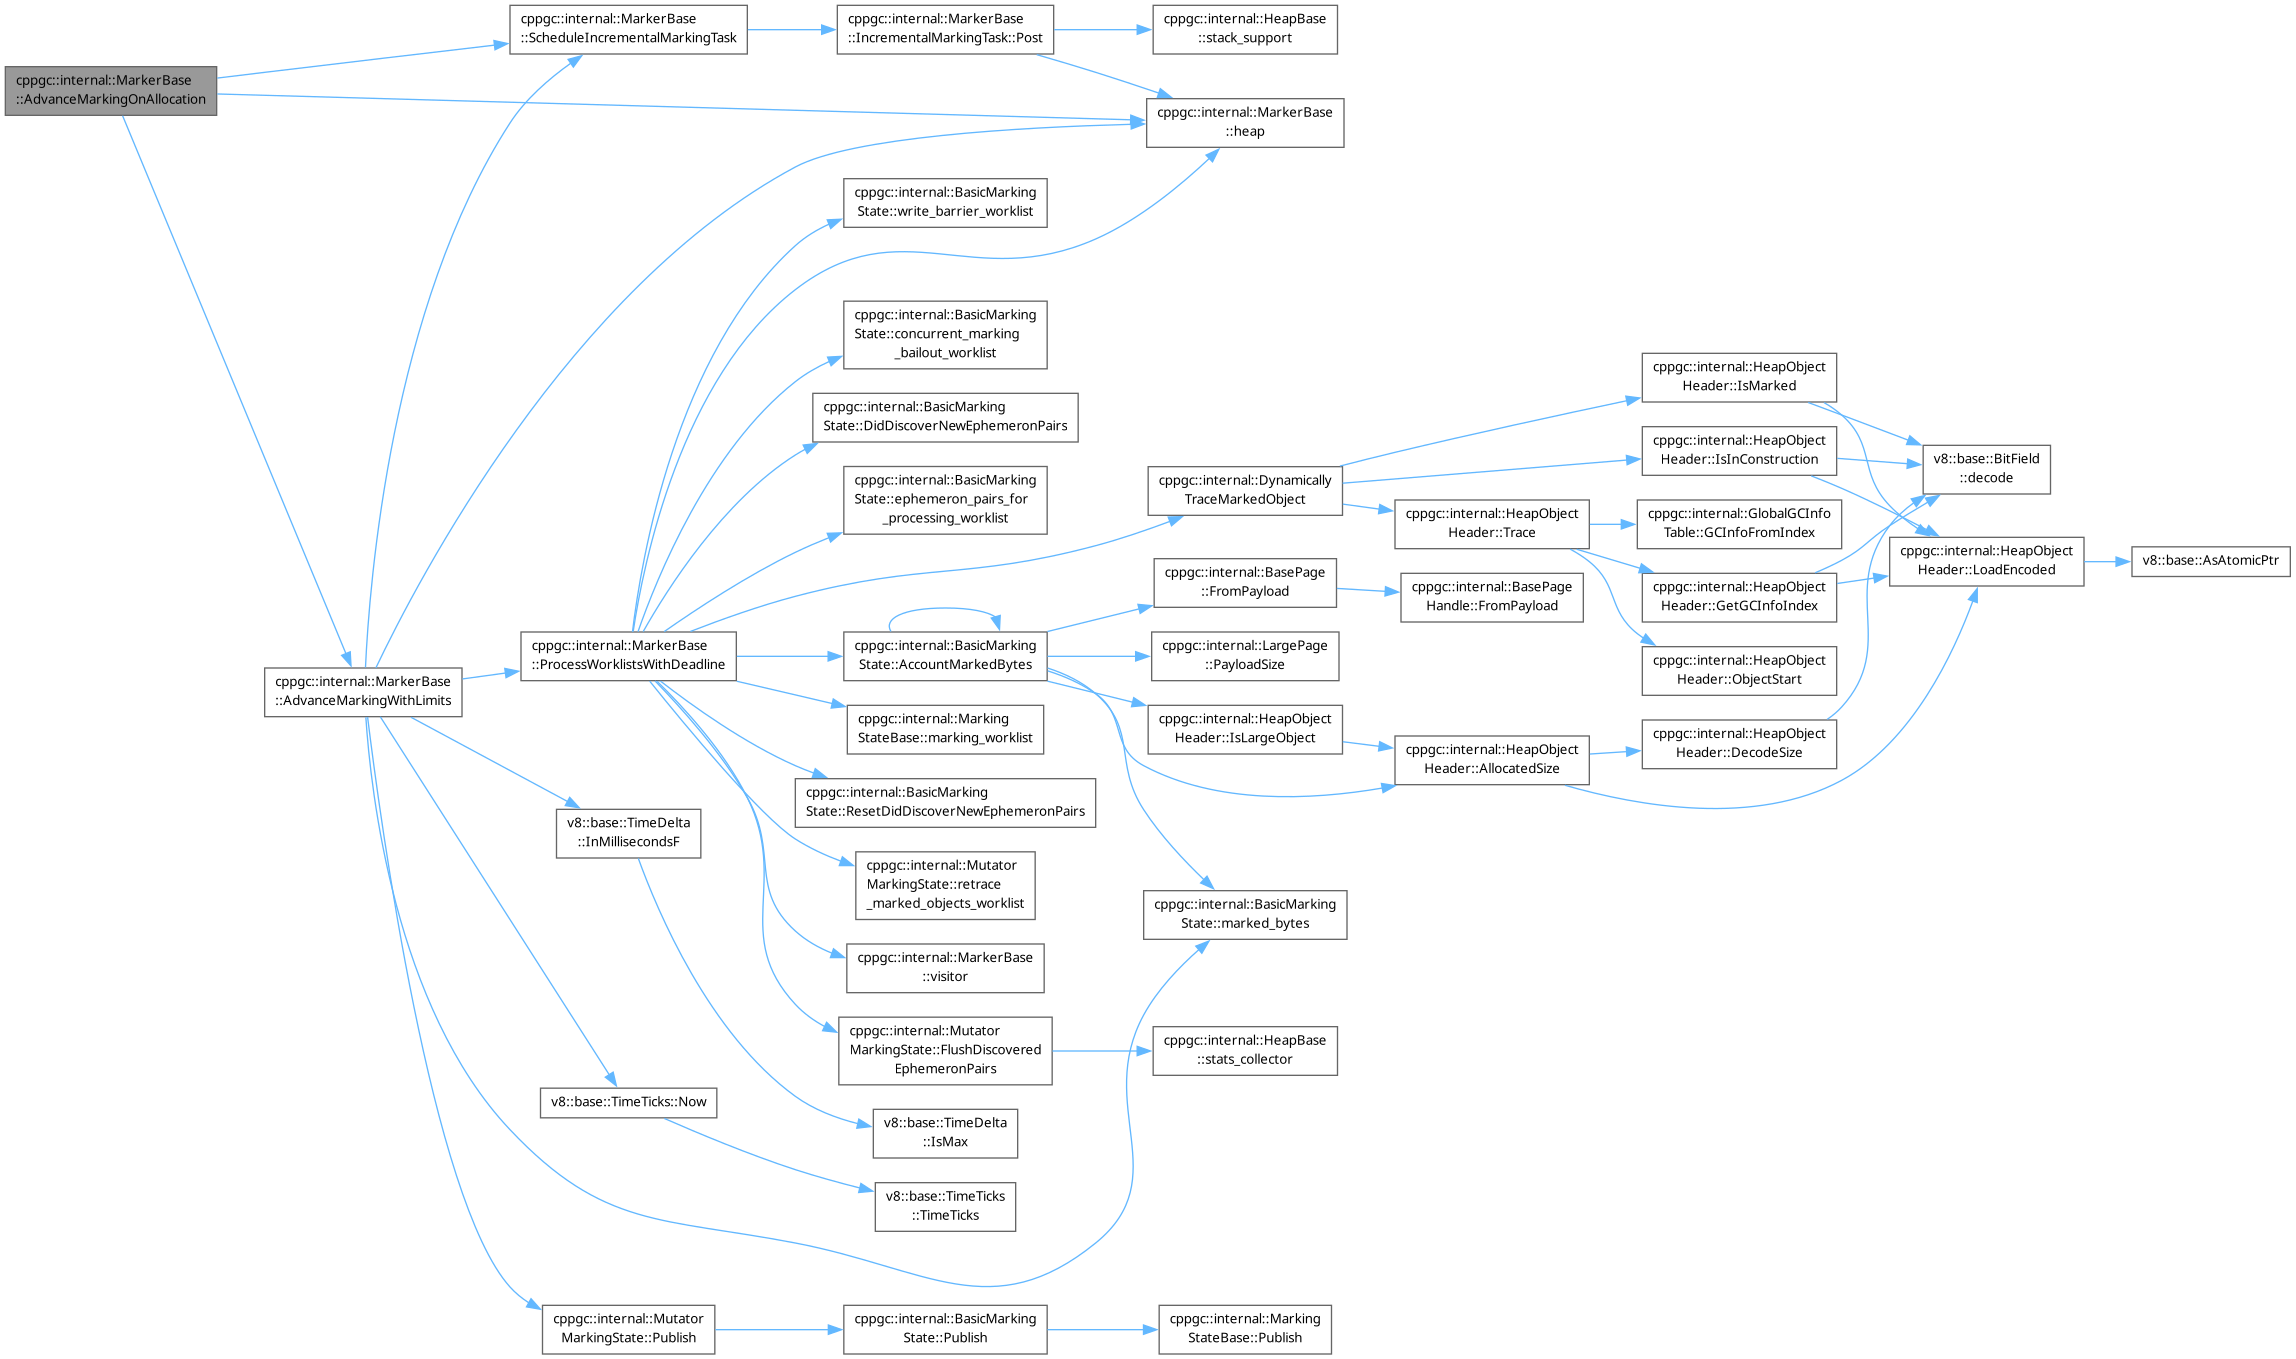 cppgc::internal::MarkerBase
::AdvanceMarkingOnAllocation
cppgc::internal::MarkerBase
::ScheduleIncrementalMarkingTask
cppgc::internal::MarkerBase
::IncrementalMarkingTask::Post
cppgc::internal::HeapBase
::stack_support
cppgc::internal::MarkerBase
::heap
cppgc::internal::MarkerBase
::AdvanceMarkingWithLimits
cppgc::internal::MarkerBase
::ProcessWorklistsWithDeadline
v8::base::TimeDelta
::InMillisecondsF
v8::base::TimeTicks::Now
cppgc::internal::Mutator
MarkingState::Publish
cppgc::internal::BasicMarking
State::write_barrier_worklist
cppgc::internal::BasicMarking
State::concurrent_marking
_bailout_worklist
cppgc::internal::BasicMarking
State::DidDiscoverNewEphemeronPairs
cppgc::internal::BasicMarking
State::ephemeron_pairs_for
_processing_worklist
cppgc::internal::BasicMarking
State::AccountMarkedBytes
cppgc::internal::Marking
StateBase::marking_worklist
cppgc::internal::BasicMarking
State::ResetDidDiscoverNewEphemeronPairs
cppgc::internal::Mutator
MarkingState::retrace
_marked_objects_worklist
cppgc::internal::MarkerBase
::visitor
cppgc::internal::Mutator
MarkingState::FlushDiscovered
EphemeronPairs
v8::base::TimeDelta
::IsMax
v8::base::TimeTicks
::TimeTicks
cppgc::internal::BasicMarking
State::Publish
cppgc::internal::Dynamically
TraceMarkedObject
cppgc::internal::BasePage
::FromPayload
cppgc::internal::LargePage
::PayloadSize
cppgc::internal::HeapObject
Header::IsLargeObject
cppgc::internal::BasicMarking
State::marked_bytes
cppgc::internal::HeapBase
::stats_collector
cppgc::internal::Marking
StateBase::Publish
cppgc::internal::HeapObject
Header::Trace
cppgc::internal::BasePage
Handle::FromPayload
cppgc::internal::HeapObject
Header::AllocatedSize
cppgc::internal::HeapObject
Header::IsMarked
cppgc::internal::HeapObject
Header::IsInConstruction
cppgc::internal::GlobalGCInfo
Table::GCInfoFromIndex
cppgc::internal::HeapObject
Header::GetGCInfoIndex
cppgc::internal::HeapObject
Header::ObjectStart
cppgc::internal::HeapObject
Header::DecodeSize
v8::base::BitField
::decode
cppgc::internal::HeapObject
Header::LoadEncoded
v8::base::AsAtomicPtr